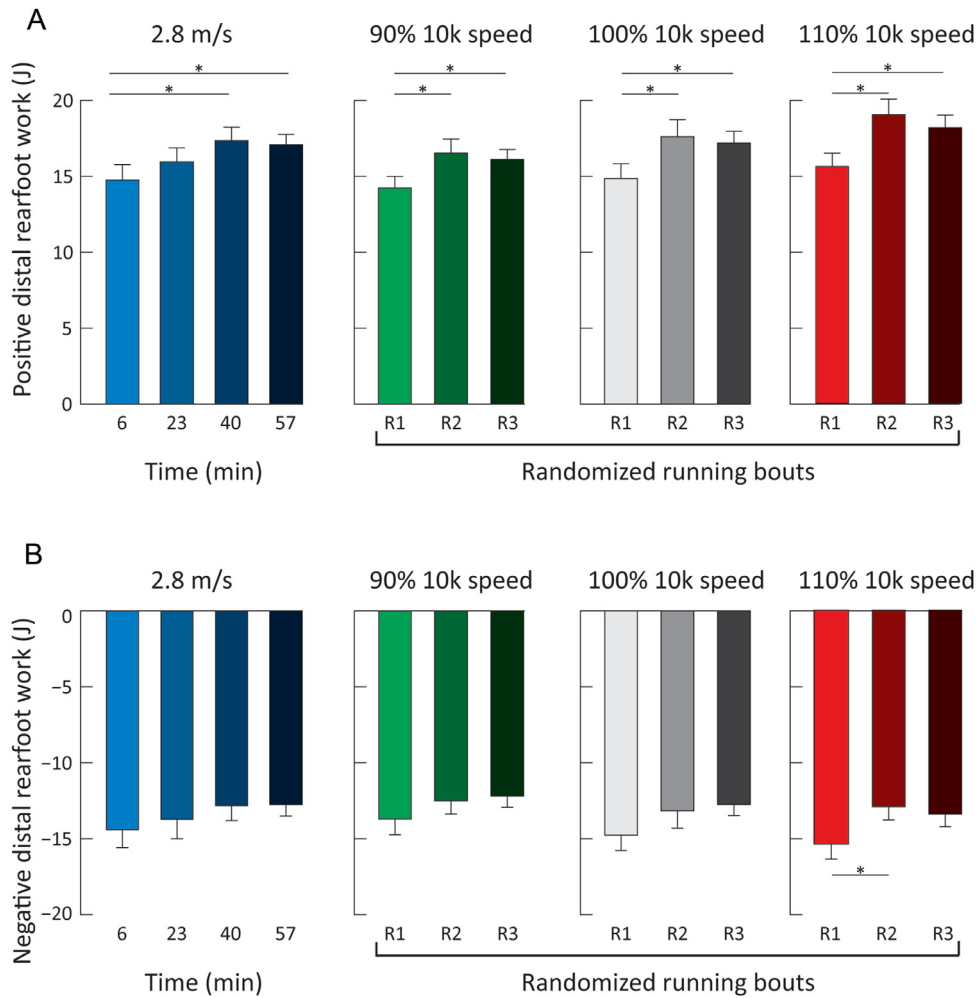 A
2.8 m/s 90% 10k speed 100% 10k speed 110% 10k speed
Positive distal rearfoot work (J)
* * * *
* * * *
20
15
10
5
0
6 23 40 57 R1 R2 R3 R1 R2 R3 R1 R2 R3
Time (min) Randomized running bouts
B
2.8 m/s 90% 10k speed 100% 10k speed 110% 10k speed
Negative distal rearfoot work (J)
0
−5
−10
−15
*
−20
6 23 40 57 R1 R2 R3 R1 R2 R3 R1 R2 R3
Time (min) Randomized running bouts